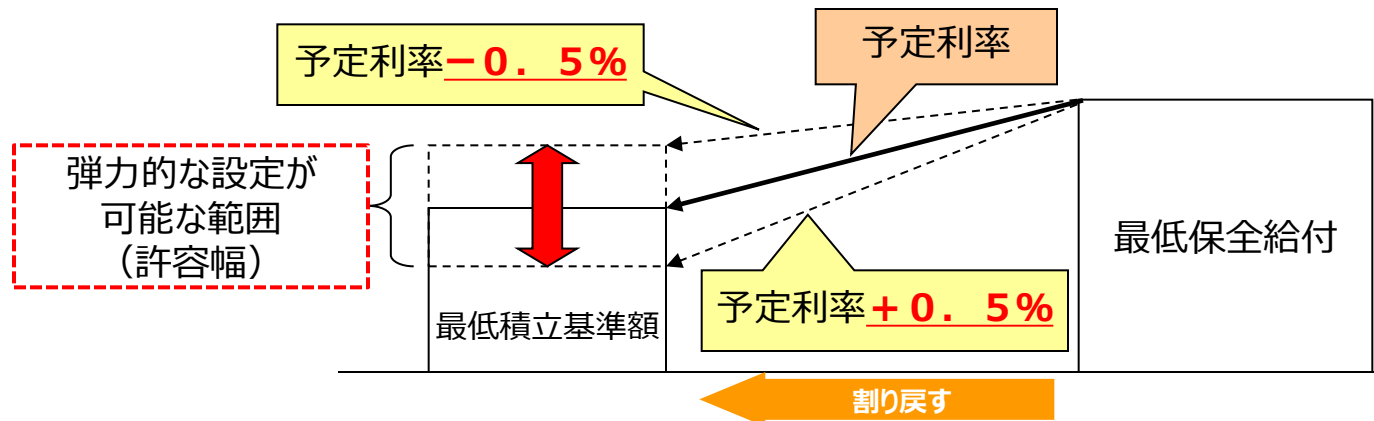 予定利率－０．５％
予定利率
弾力的な設定が
可能な範囲
（許容幅）
最低保全給付
予定利率＋０．５％
最低積立基準額
割り戻す